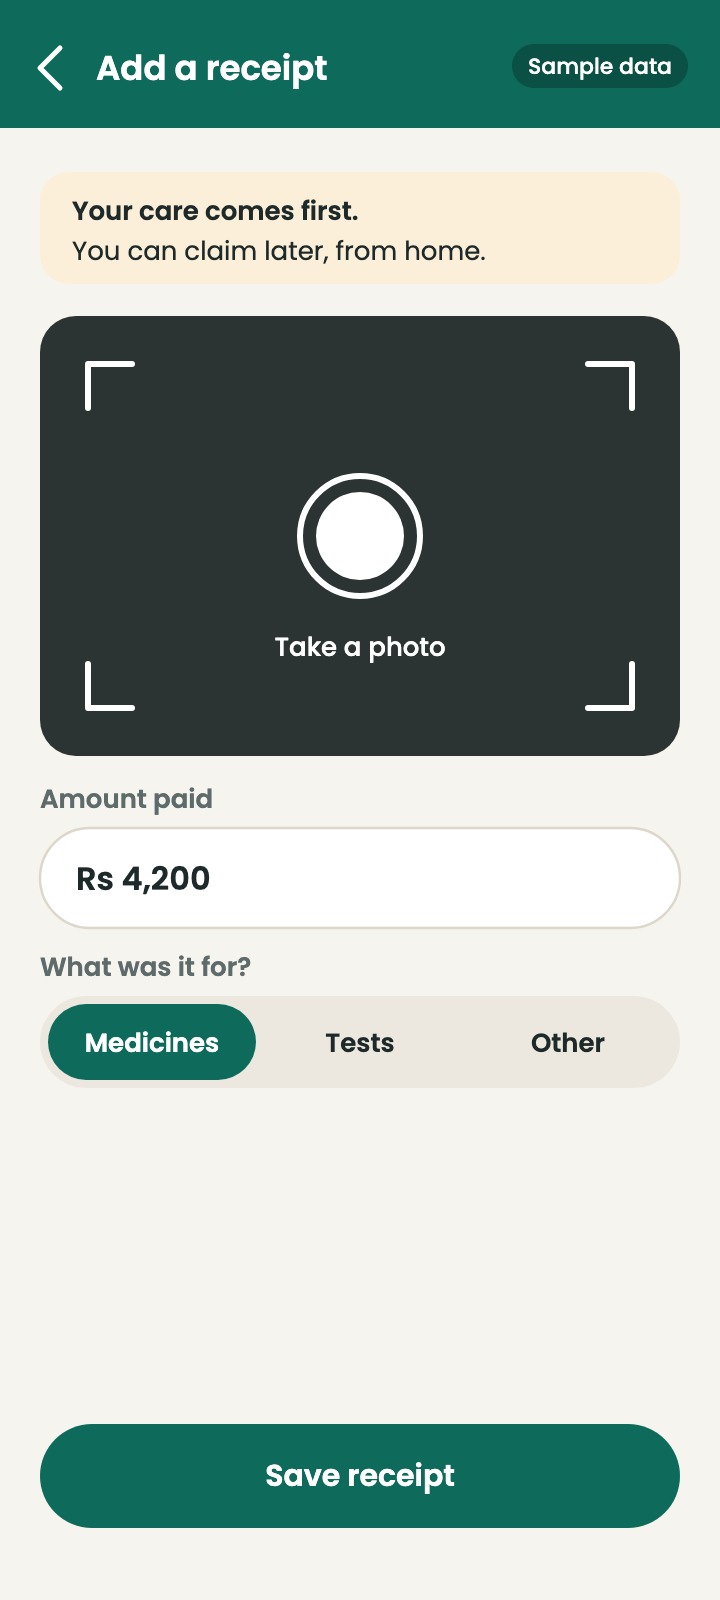 Add a receipt
Sample data
Your care comes first.
You can claim later, from home.
Take a photo
Amount paid
Rs 4,200
What was it for?
Medicines
Tests
Other
Save receipt